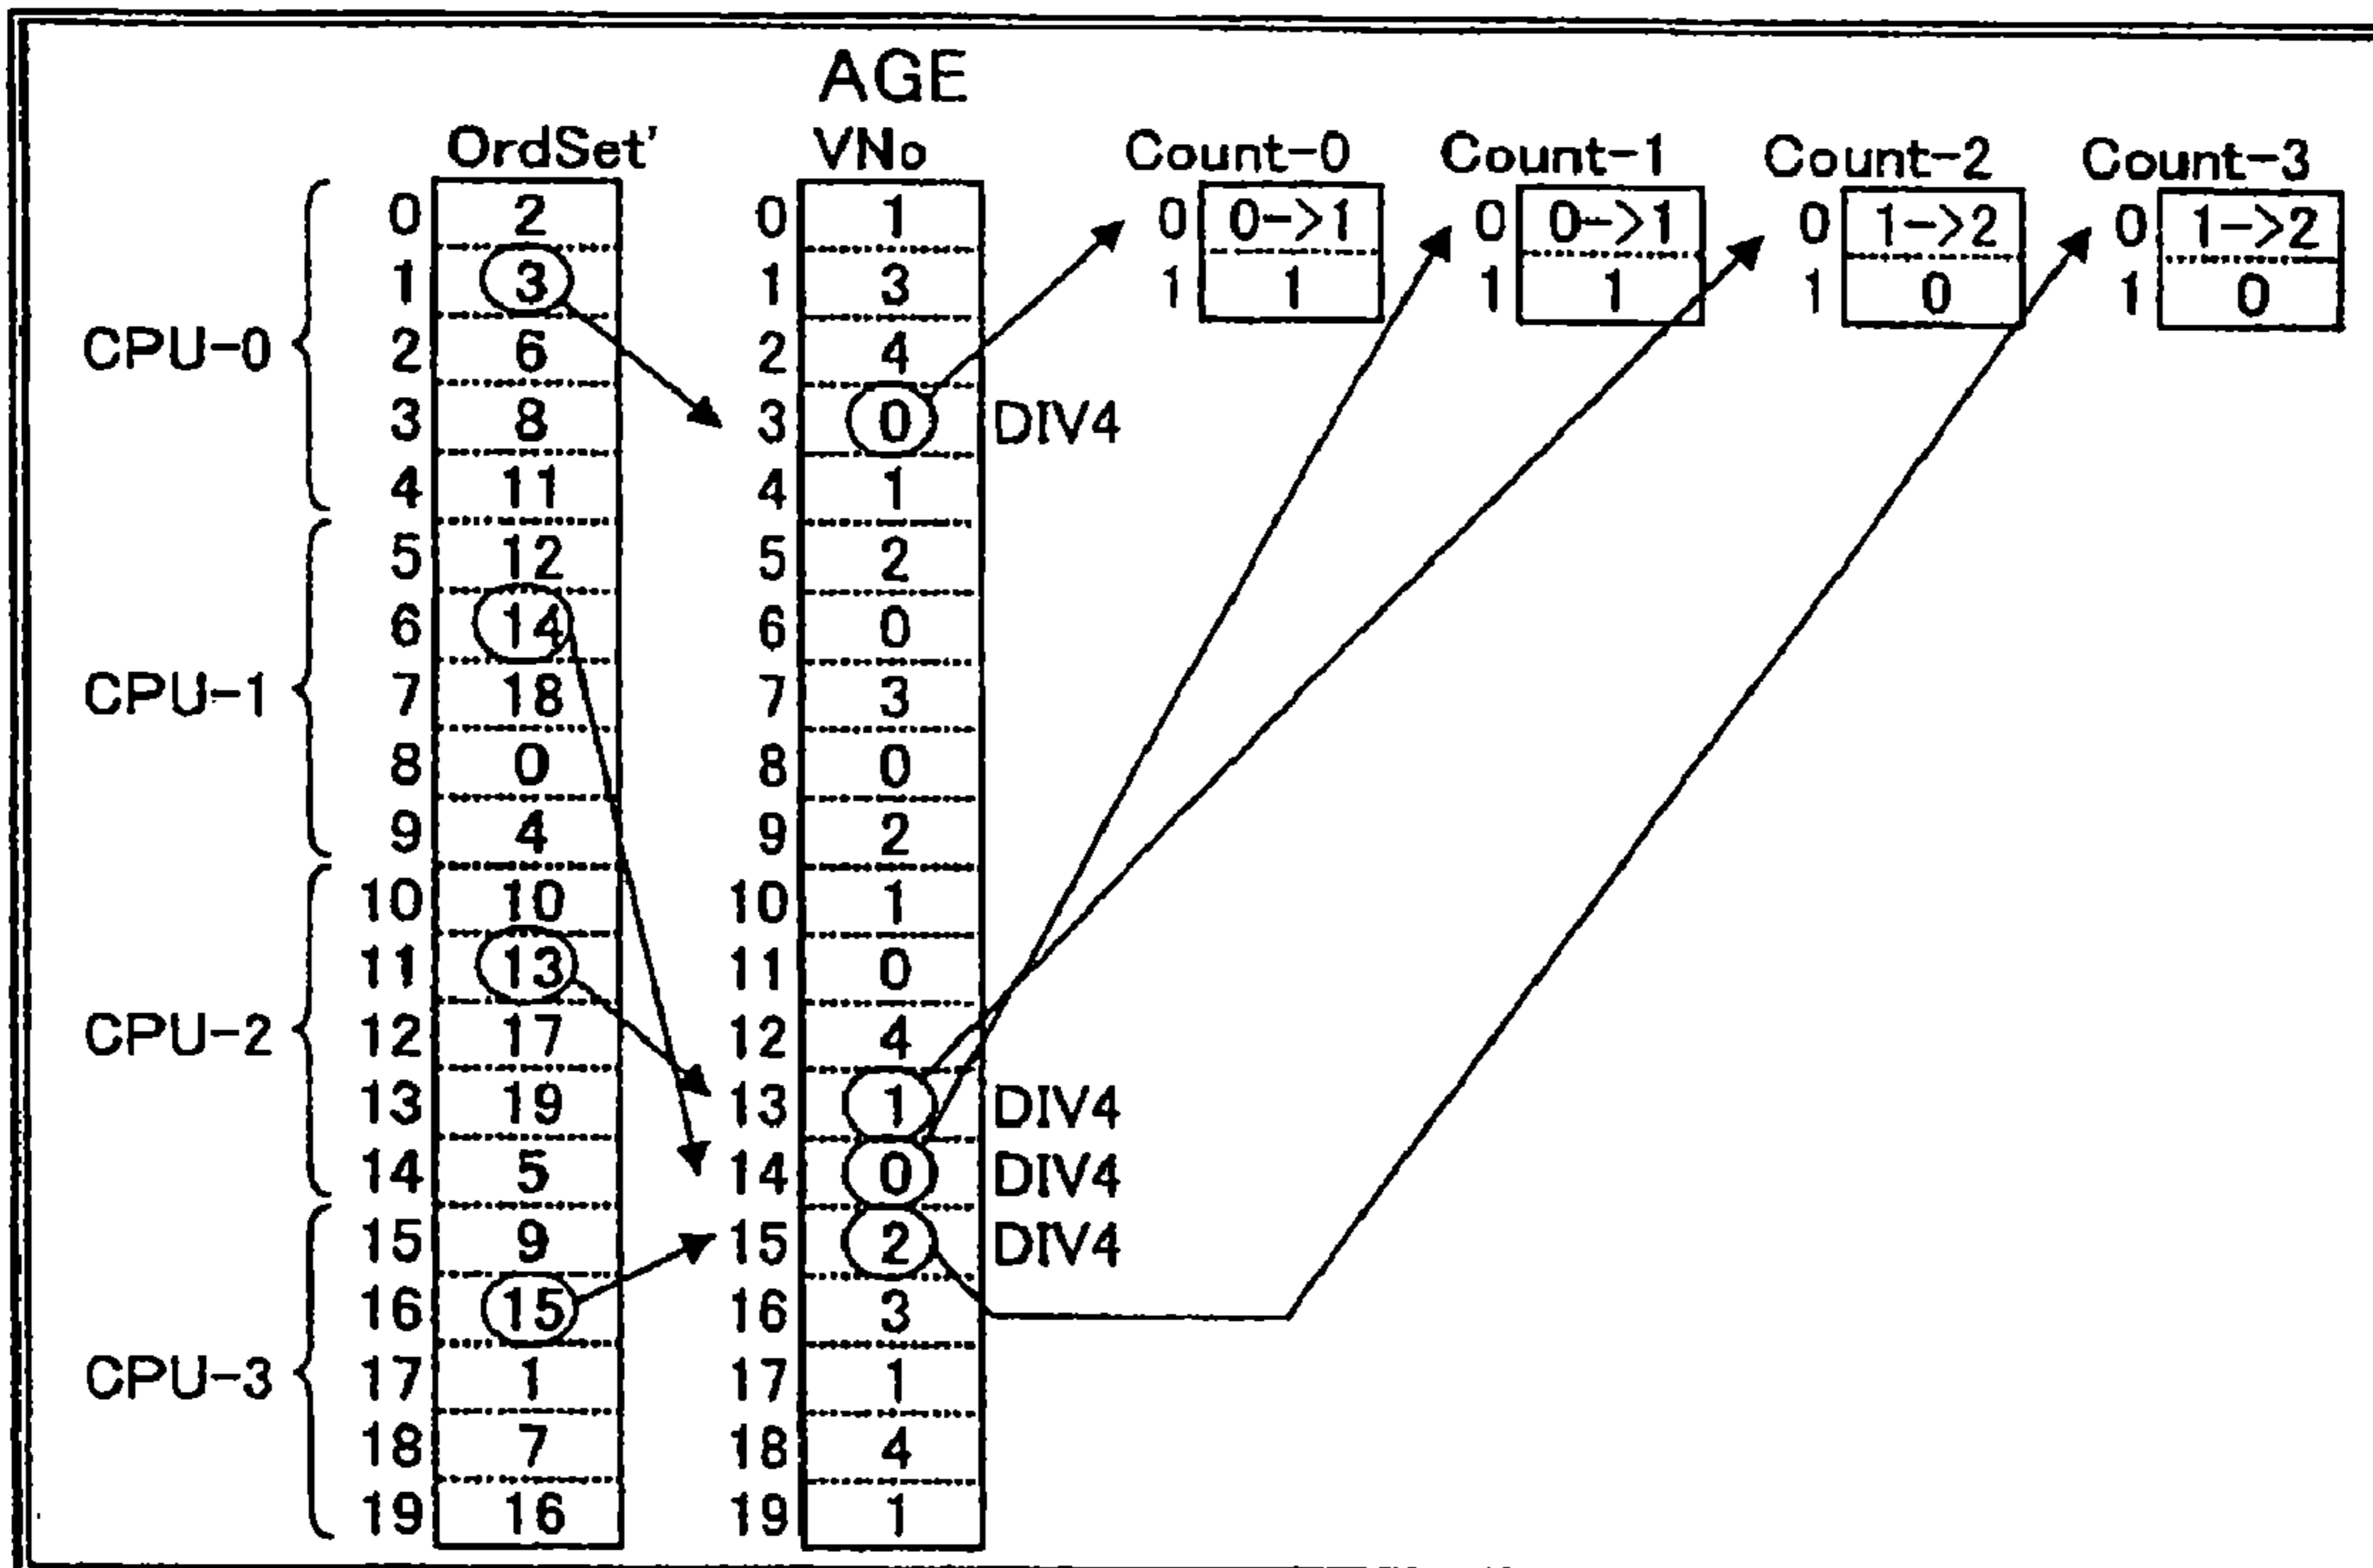 AGE
OrdSet' VNo Count-0 Count-1 Count-2 Count-3
0 2 0 1 0 0->1 0 0->1 0 1->2 0 1->2
1 3 1 3 1 1 1 1 1 0 1 0
CPU-0 2 6 2 4
3 8 3 0 DIV4
4 11 4 1
5 12 5 2
6 14 6 0
CPU-1 7 18 7 3
8 0 8 0
9 4 9 2
10 10 10 1
11 13 11 0
CPU-2 12 17 12 4
13 19 13 1 DIV4
14 5 14 0 DIV4
15 9 15 2 DIV4
16 15 16 3
CPU-3 17 1 17 1
18 7 18 4
19 16 19 1